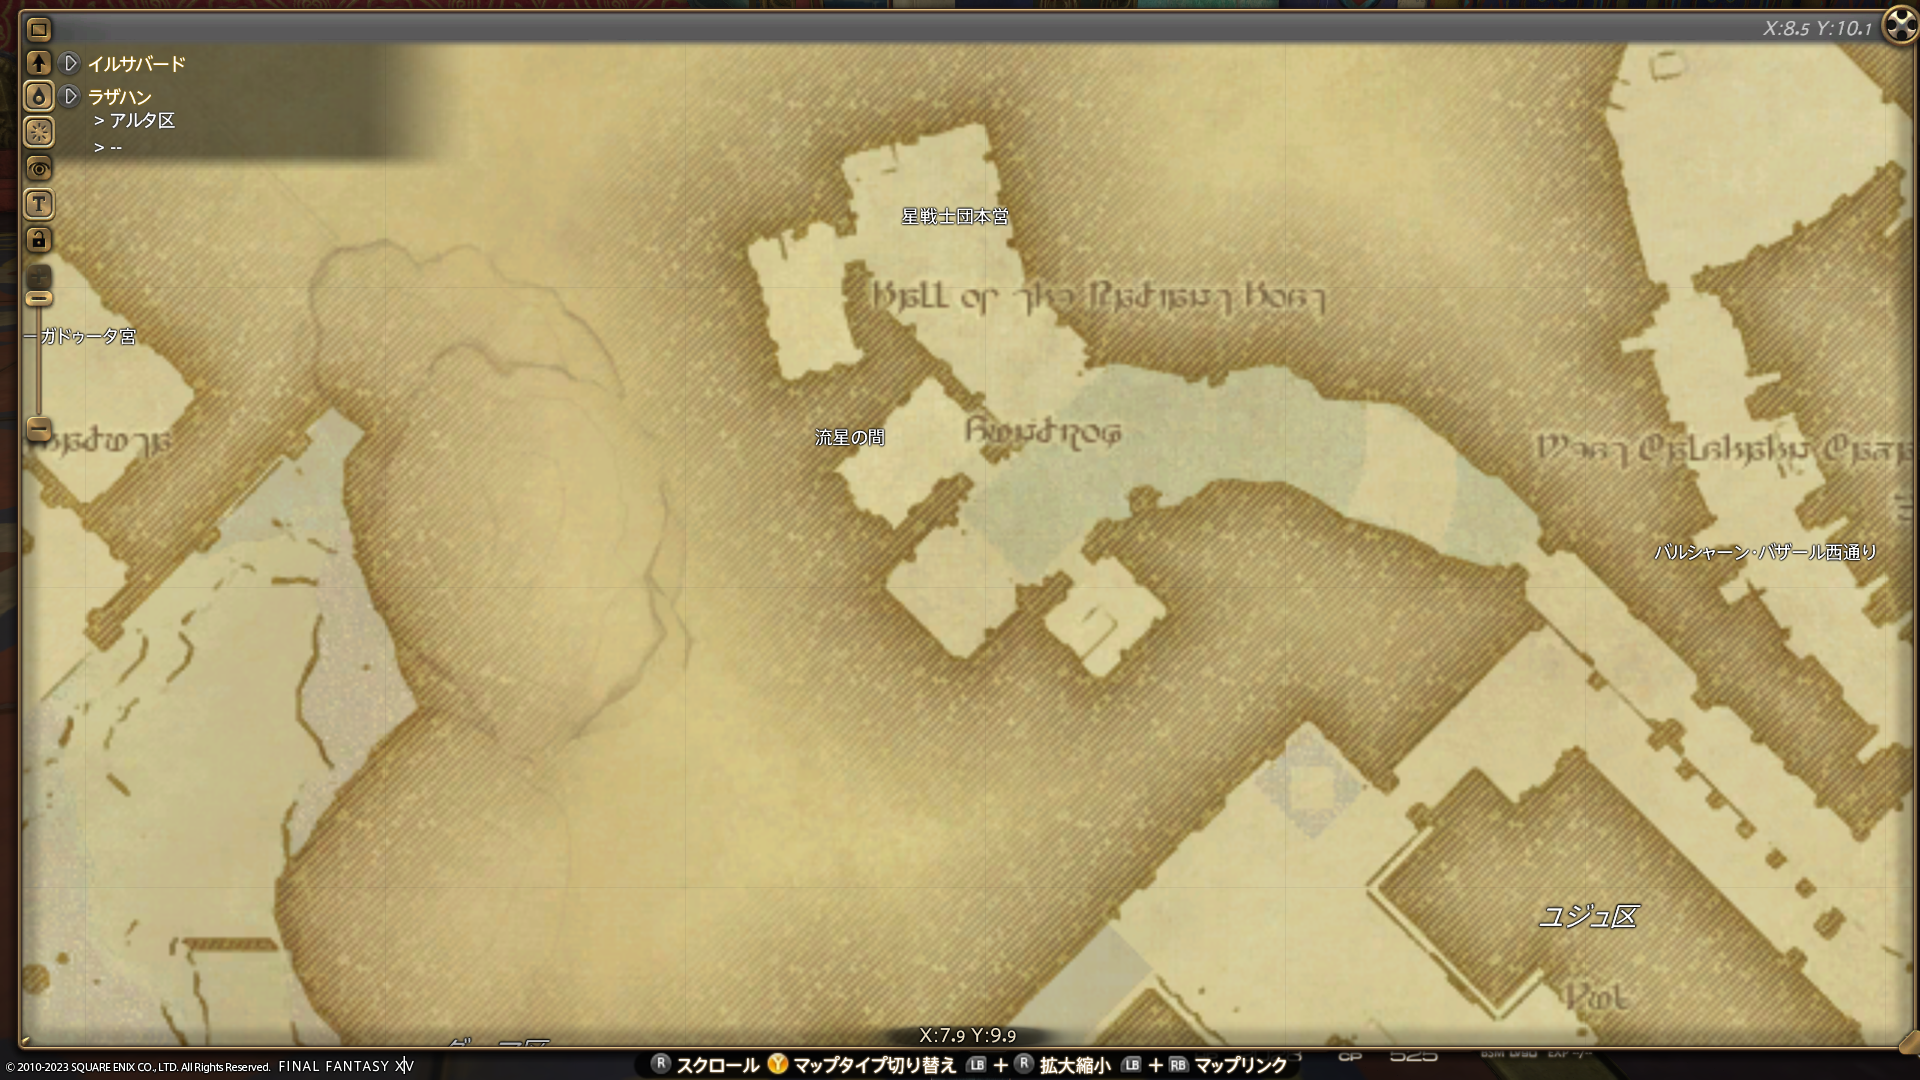 X:8.5 Y:10.1
イルサバード
ラザハン
> アルタ区
> --
星戦士団本営
ーガドゥータ宮
流星の間
バルシャーン・バザール西通り
ユジュ区
X:7.9 Y:9.9
© 2010-2023 SQUARE ENIX CO., LTD. All Rights Reserved. FINAL FANTASY XIV
R スクロール Y マップタイプ切り替え LB + R 拡大縮小 LB + RB マップリンク